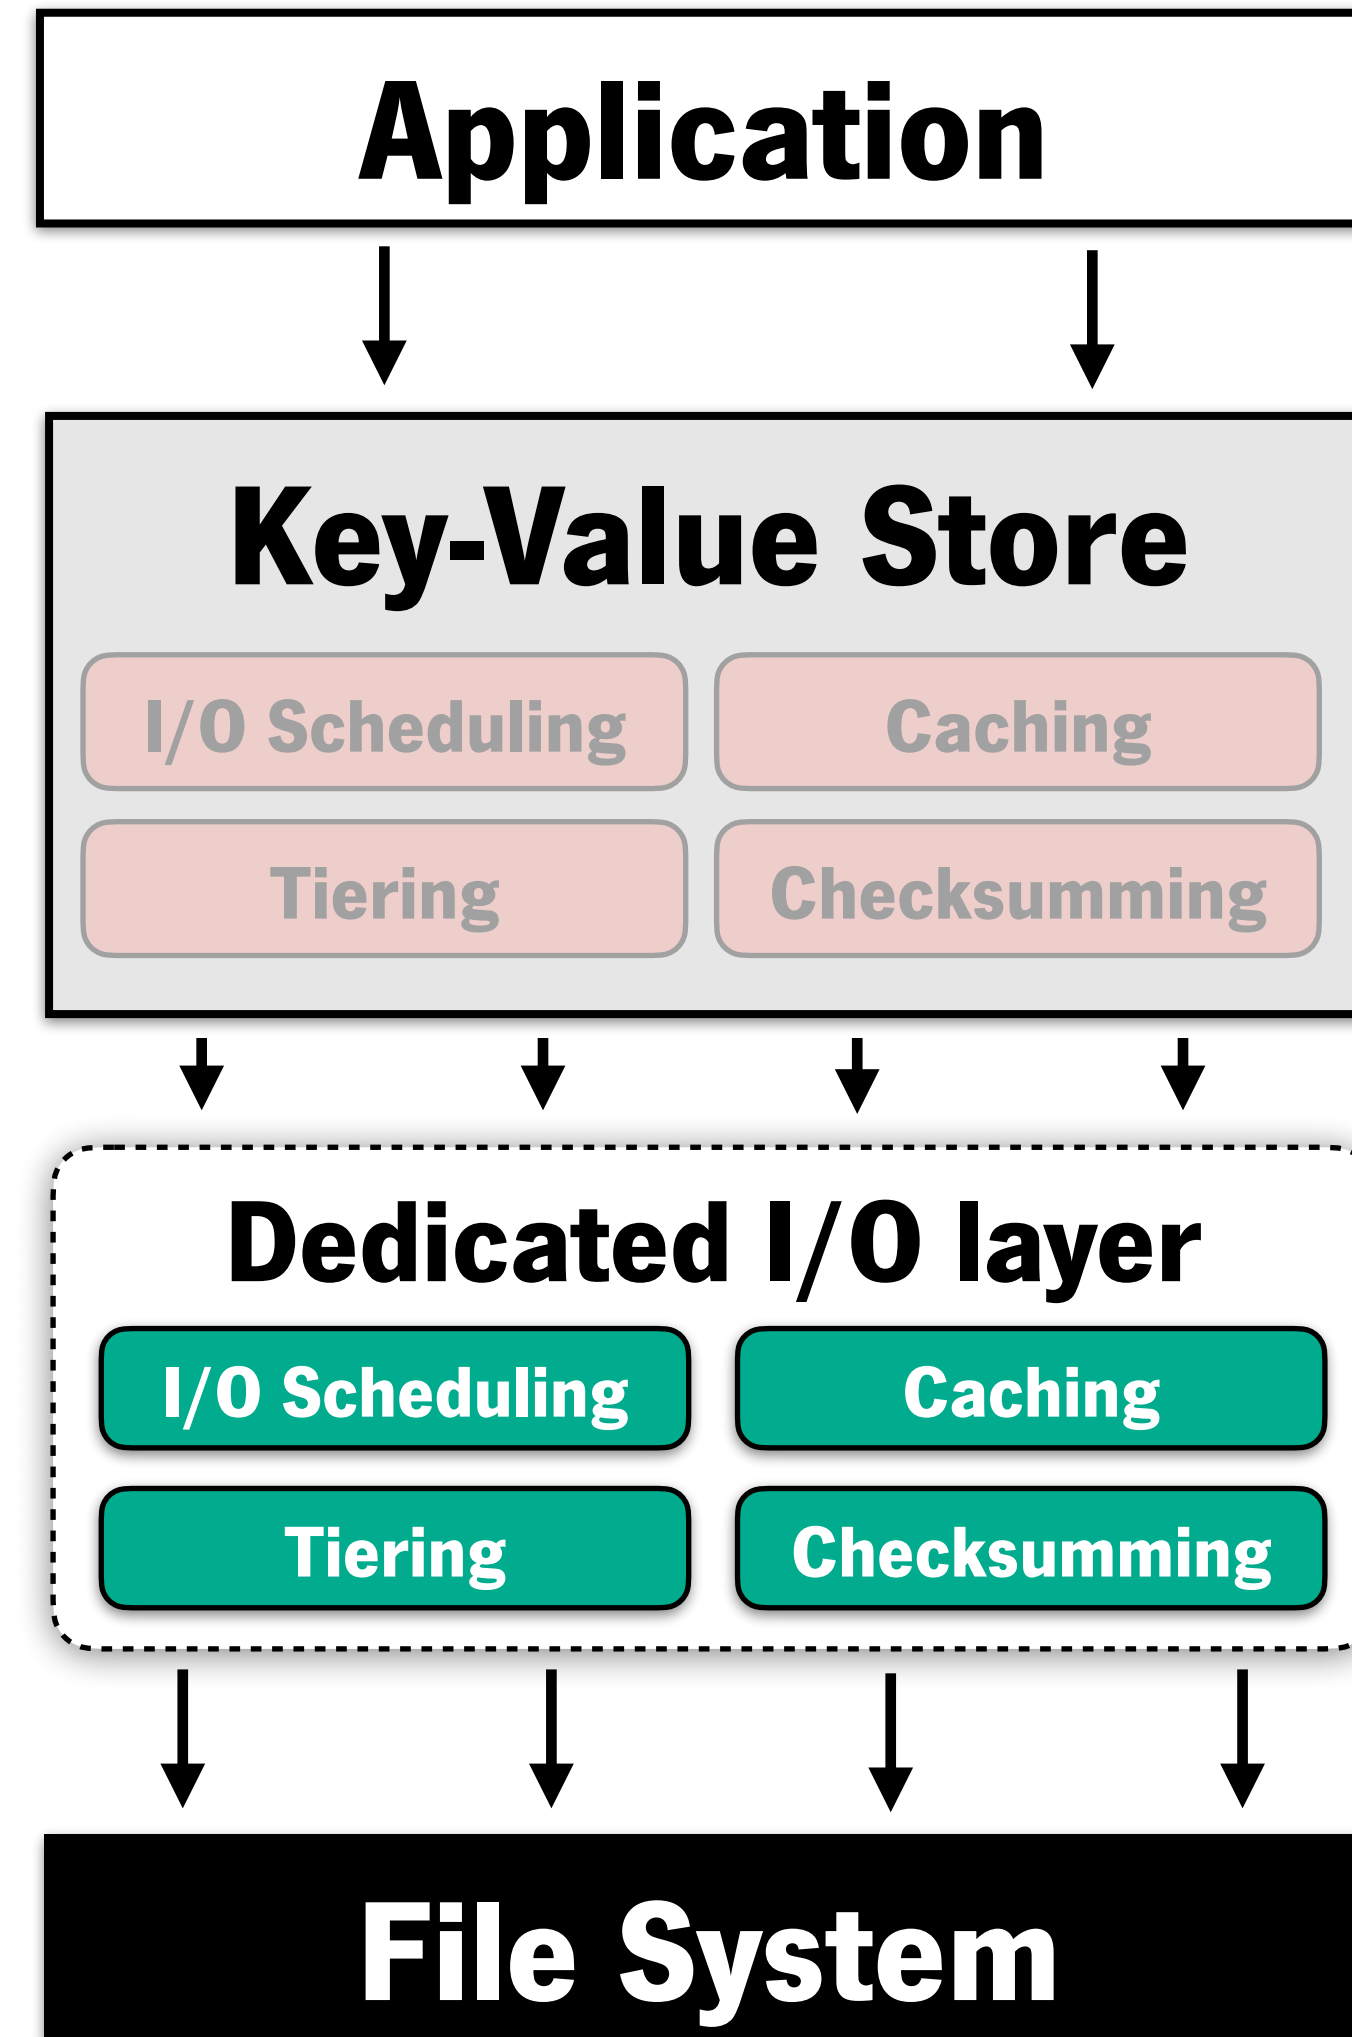 Application
Key-Value Store
I/O Scheduling
Caching
Tiering
Checksumming
Dedicated I/O layer
I/O Scheduling
Caching
Tiering
Checksumming
File System